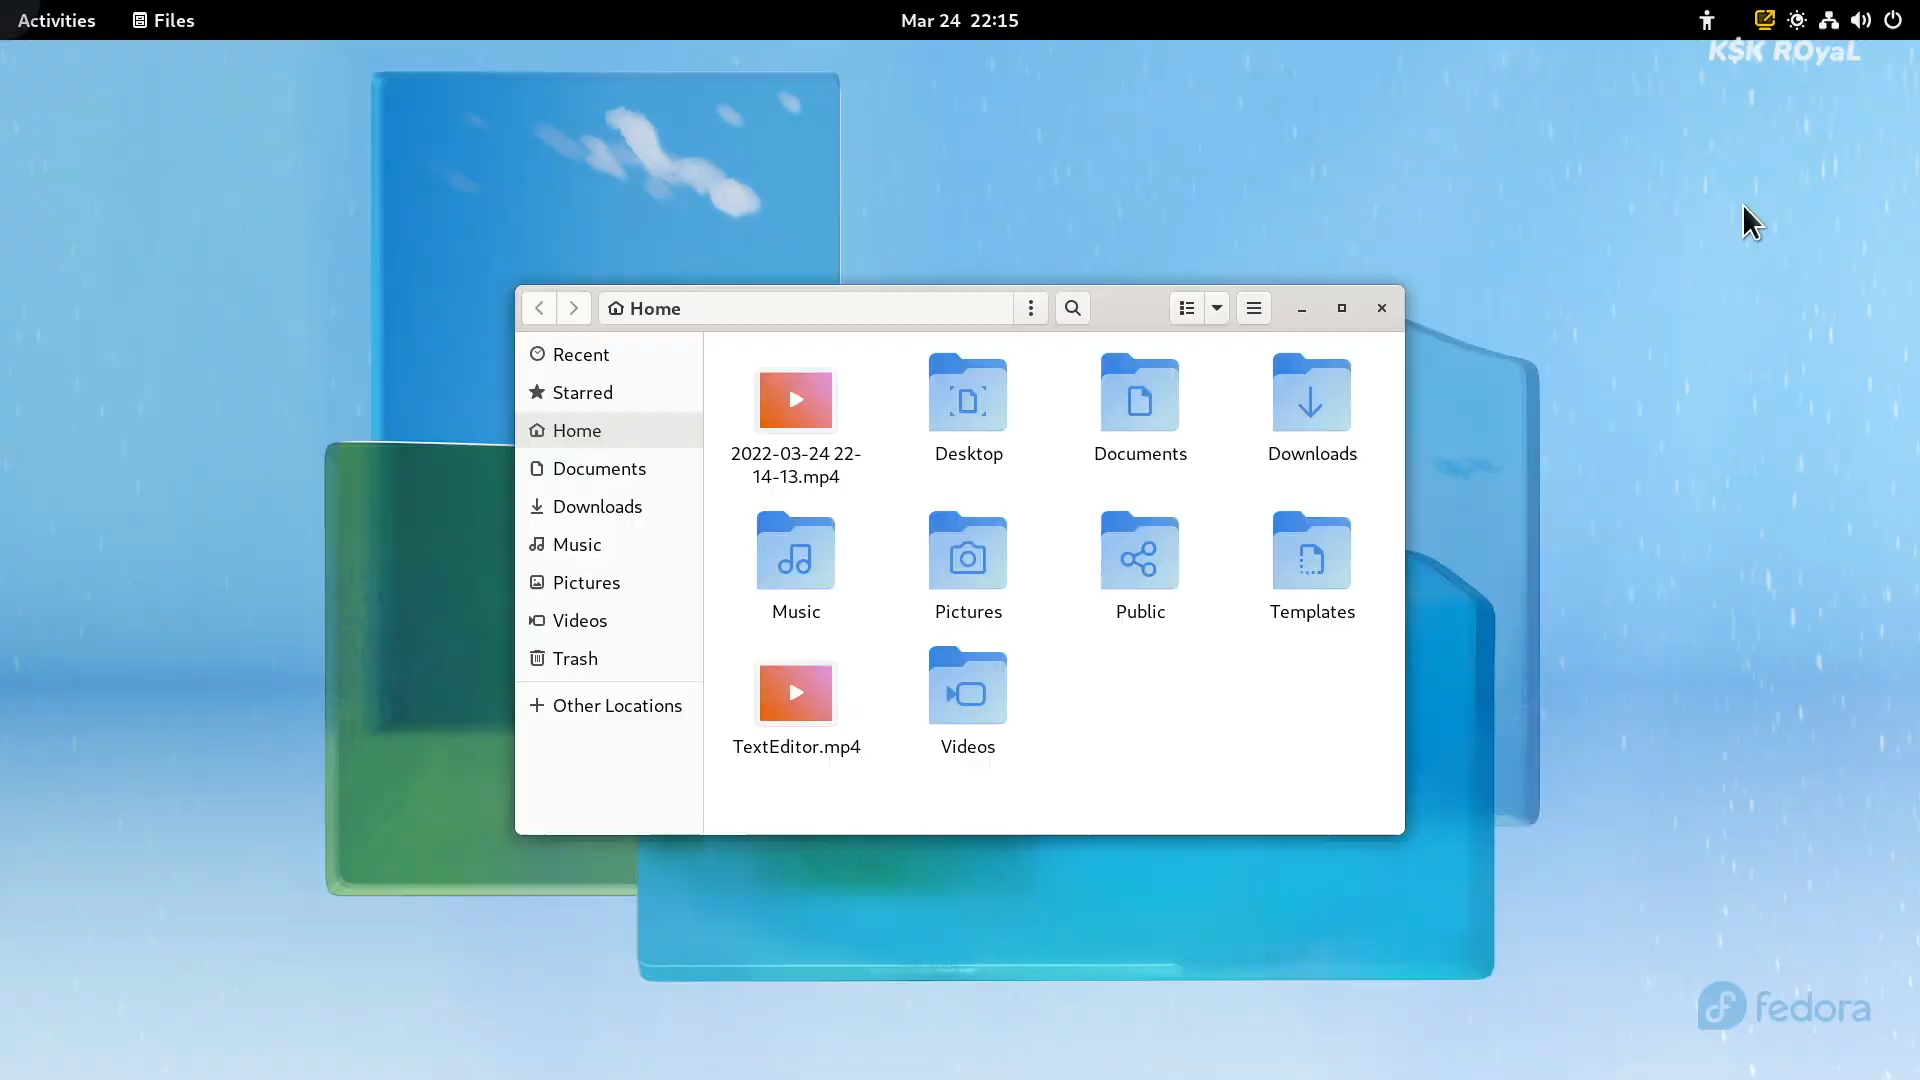 Activities
Files
Mar 24 22:15
K$K ROyaL
Home
Recent
Starred
Home
Documents
Downloads
Music
Pictures
Videos
Trash
Other Locations
2022-03-24 22-
14-13.mp4
Desktop
Documents
Downloads
Music
Pictures
Public
Templates
TextEditor.mp4
Videos
fedora